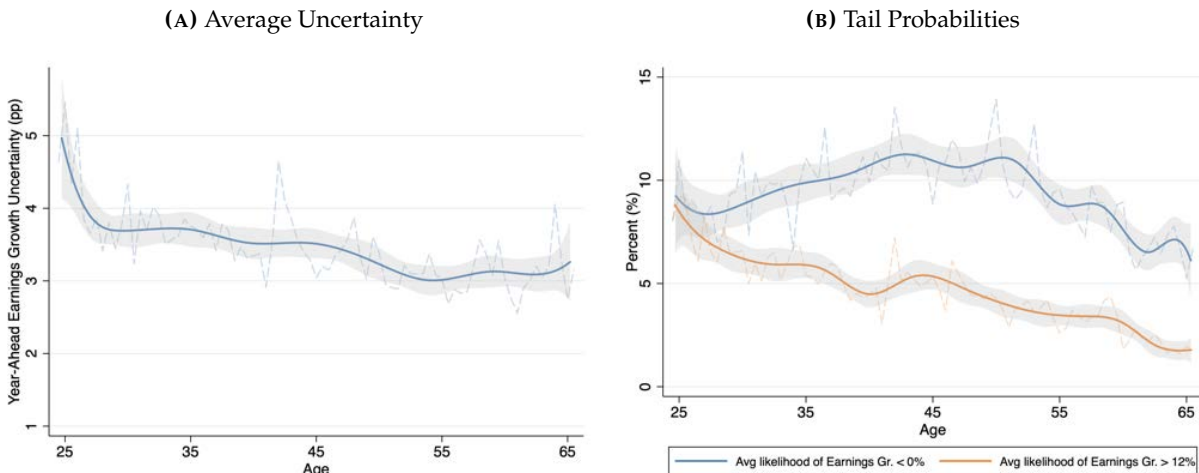 (A) Average Uncertainty
Year-Ahead Earnings Growth Uncertainty (pp)
5
4
3
2
1
25 35 45 55 65
Age
(B) Tail Probabilities
Percent (%)
15
10
5
0
25 35 45 55 65
Age
Avg likelihood of Earnings Gr. < 0% Avg likelihood of Earnings Gr. > 12%